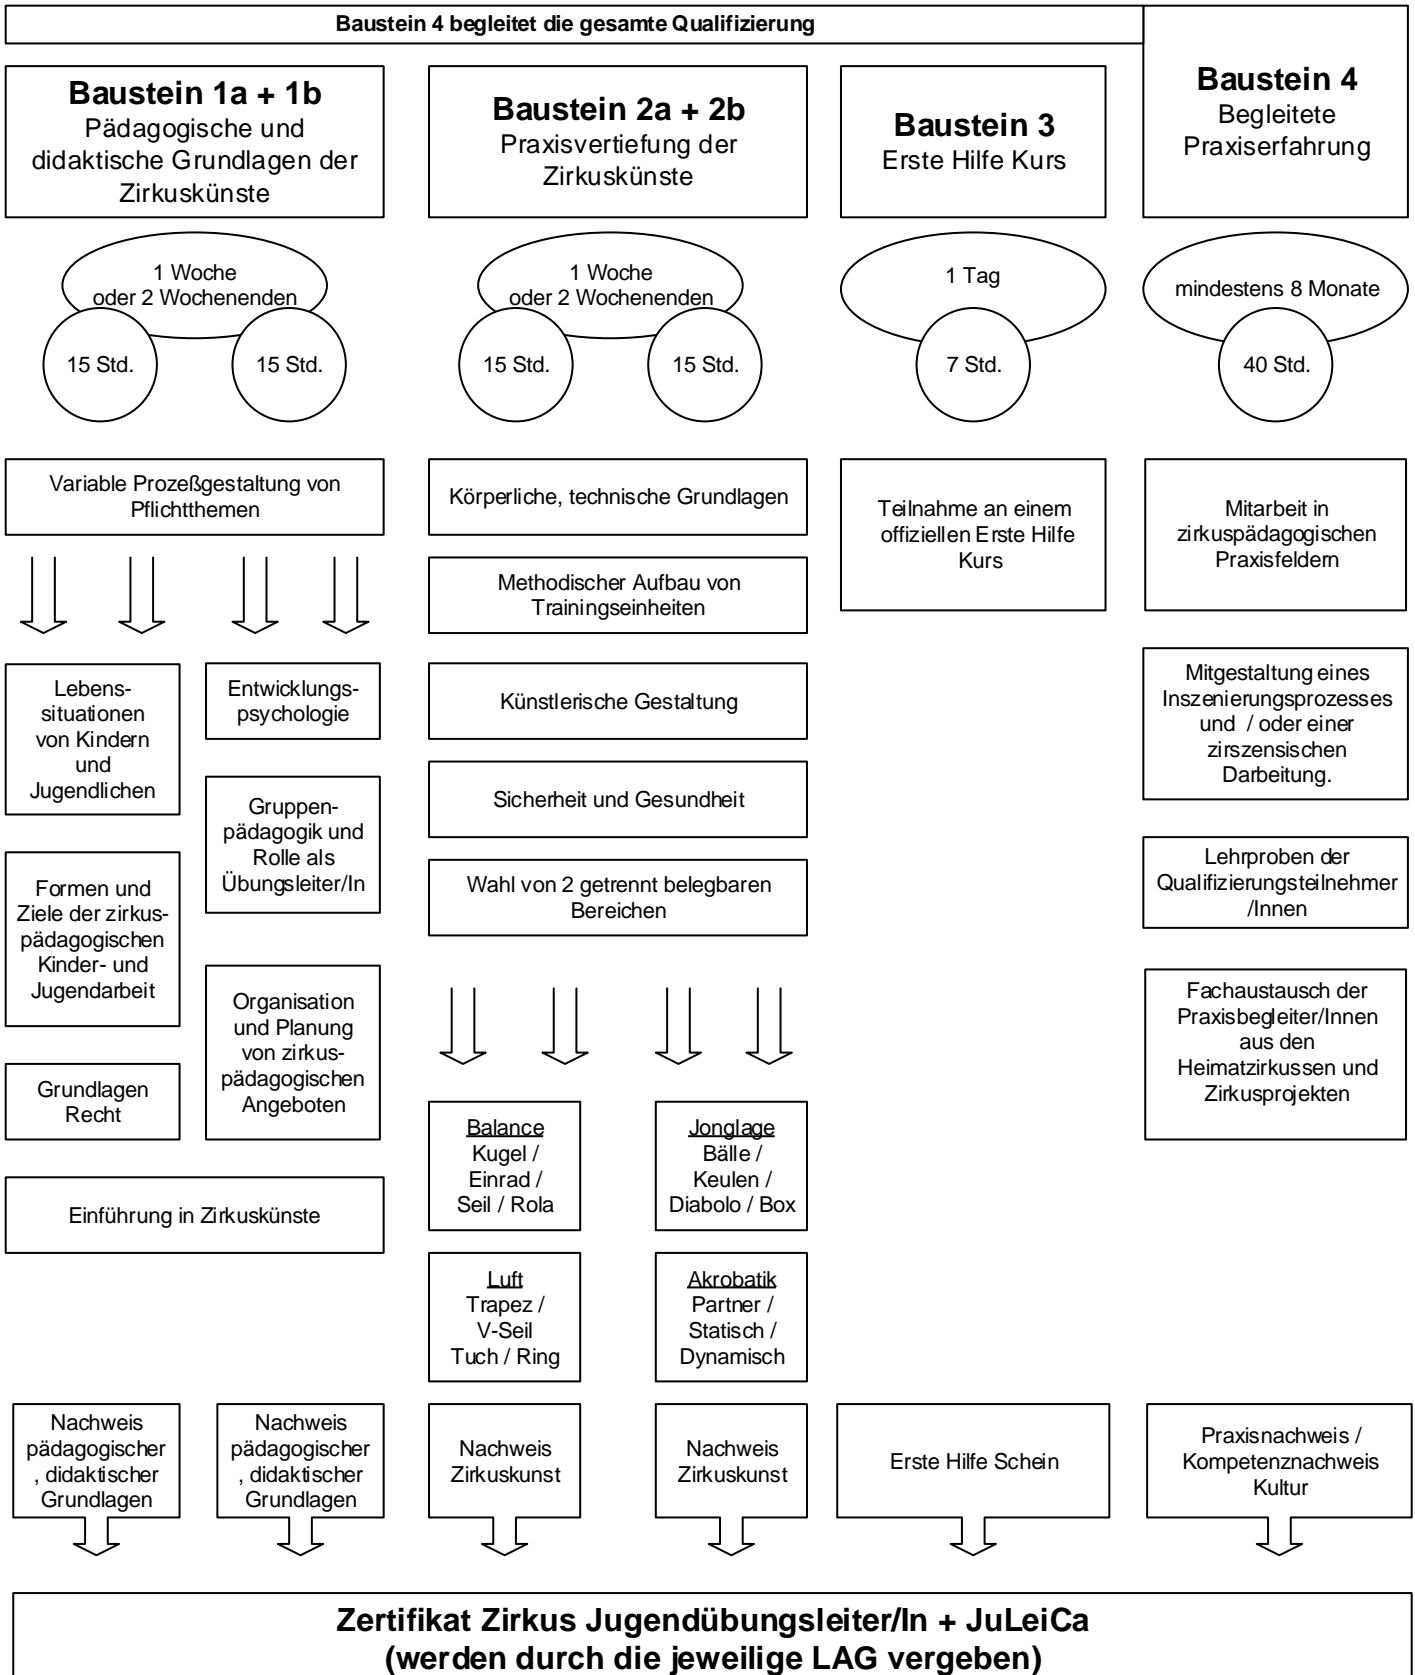 Baustein 4 begleitet die gesamte Qualifizierung
Baustein 1a + 1b
Pädagogische und
didaktische Grundlagen der
Zirkuskünste
Baustein 2a + 2b
Praxisvertiefung der
Zirkuskünste
Baustein 3
Erste Hilfe Kurs
Baustein 4
Begleitete
Praxiserfahrung
1 Woche
oder 2 Wochenenden
15 Std.
15 Std.
1 Woche
oder 2 Wochenenden
15 Std.
15 Std.
1 Tag
7 Std.
mindestens 8 Monate
40 Std.
Variable Prozeßgestaltung von
Pflichtthemen
Lebens-
situationen
von Kindern
und
Jugendlichen
Entwicklungs-
psychologie
Gruppen-
pädagogik und
Rolle als
Übungsleiter/In
Formen und
Ziele der zirkus-
pädagogischen
Kinder- und
Jugendarbeit
Organisation
und Planung
von zirkus-
pädagogischen
Angeboten
Grundlagen
Recht
Einführung in Zirkuskünste
Körperliche, technische Grundlagen
Methodischer Aufbau von
Trainingseinheiten
Künstlerische Gestaltung
Sicherheit und Gesundheit
Wahl von 2 getrennt belegbaren
Bereichen
Balance
Kugel /
Einrad /
Seil / Rola
Jonglage
Bälle /
Keulen /
Diabolo / Box
Luft
Trapez /
V-Seil
Tuch / Ring
Akrobatik
Partner /
Statisch /
Dynamisch
Teilnahme an einem
offiziellen Erste Hilfe
Kurs
Mitarbeit in
zirkuspädagogischen
Praxisfeldern
Mitgestaltung eines
Inszenierungsprozesses
und / oder einer
zirszensischen
Darbeitung.
Lehrproben der
Qualifizierungsteilnehmer
/Innen
Fachaustausch der
Praxisbegleiter/Innen
aus den
Heimatzirkussen und
Zirkusprojekten
Nachweis
pädagogischer
, didaktischer
Grundlagen
Nachweis
pädagogischer
, didaktischer
Grundlagen
Nachweis
Zirkuskunst
Nachweis
Zirkuskunst
Erste Hilfe Schein
Praxisnachweis /
Kompetenznachweis
Kultur
Zertifikat Zirkus Jugendübungsleiter/In + JuLeiCa
(werden durch die jeweilige LAG vergeben)